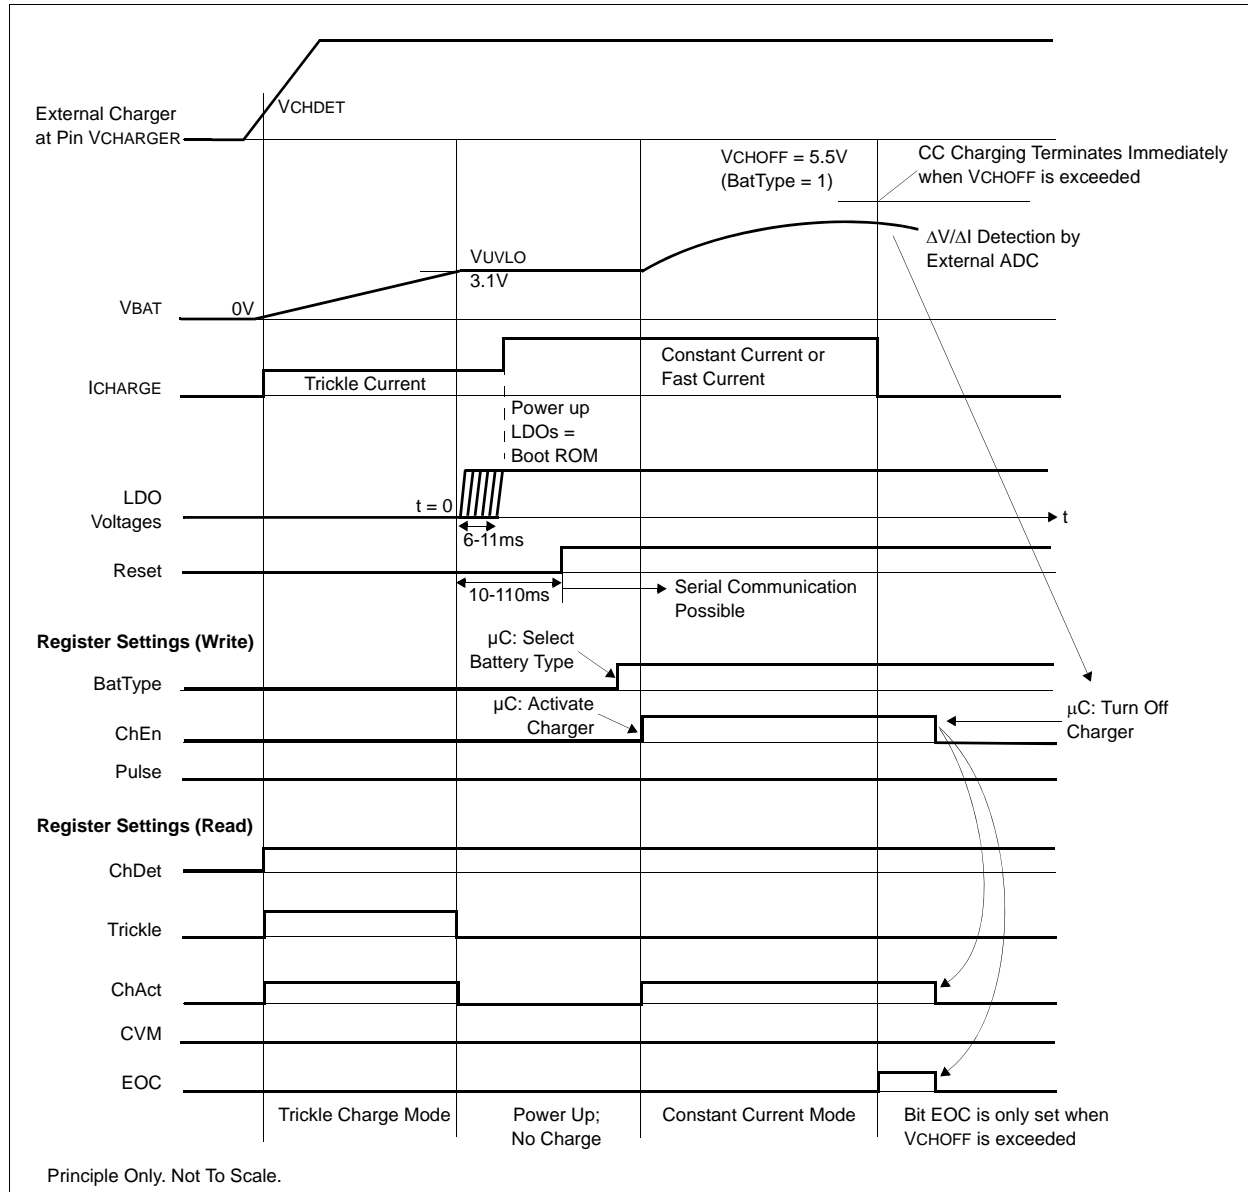 VCHDET
External Charger
at Pin VCHARGER
VCHOFF = 5.5V
(BatType = 1)
CC Charging Terminates Immediately
when VCHOFF is exceeded
ΔV/ΔI Detection by
External ADC
VUVLO
3.1V
VBAT
0V
ICHARGE
Trickle Current
Constant Current or
Fast Current
Power up
LDOs =
Boot ROM
LDO
Voltages
t = 0
t
6-11ms
Reset
10-110ms
Serial Communication
Possible
Register Settings (Write)
µC: Select
Battery Type
BatType
µC: Activate
Charger
ChEn
µC: Turn Off
Charger
Pulse
Register Settings (Read)
ChDet
Trickle
ChAct
CVM
EOC
Trickle Charge Mode
Power Up;
No Charge
Constant Current Mode
Bit EOC is only set when
VCHOFF is exceeded
Principle Only. Not To Scale.